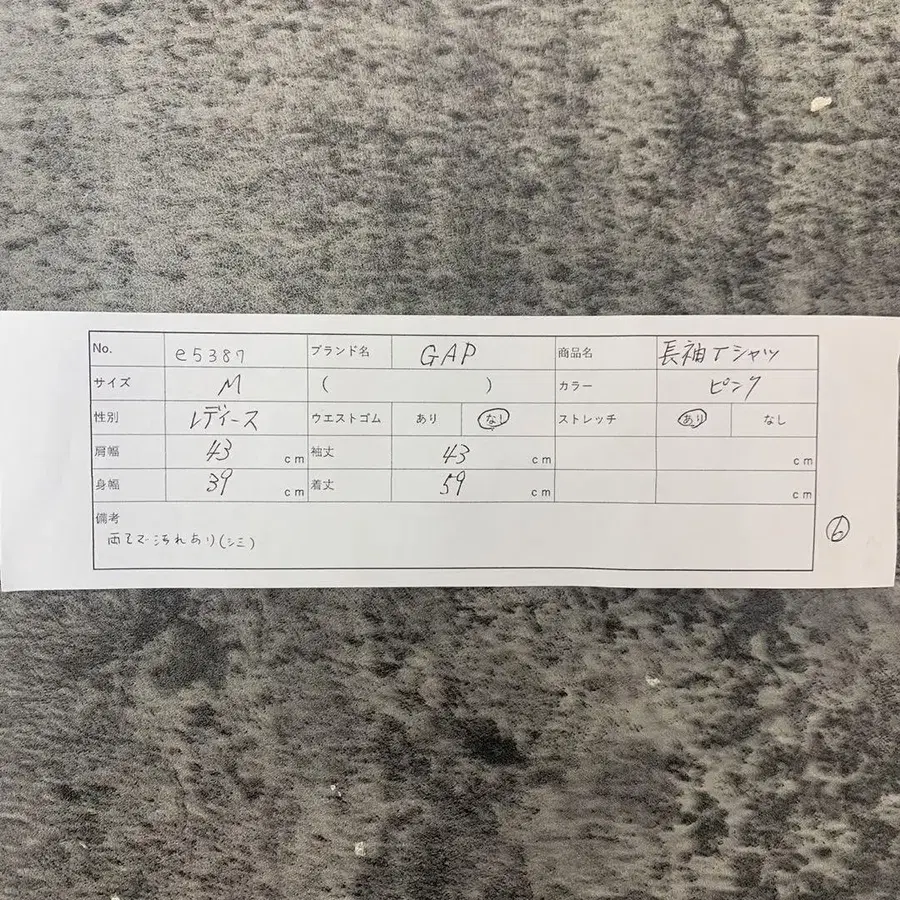 No. e5387 ブランド名 GAP 商品名 長袖Tシャツ
サイズ M ( ) カラー ピンク
性別 レディース ウエストゴム あり なし ストレッチ あり なし
肩幅 43 cm 袖丈 43 cm cm
身幅 39 cm 着丈 59 cm cm
備考
両そで汚れあり(シミ)
6